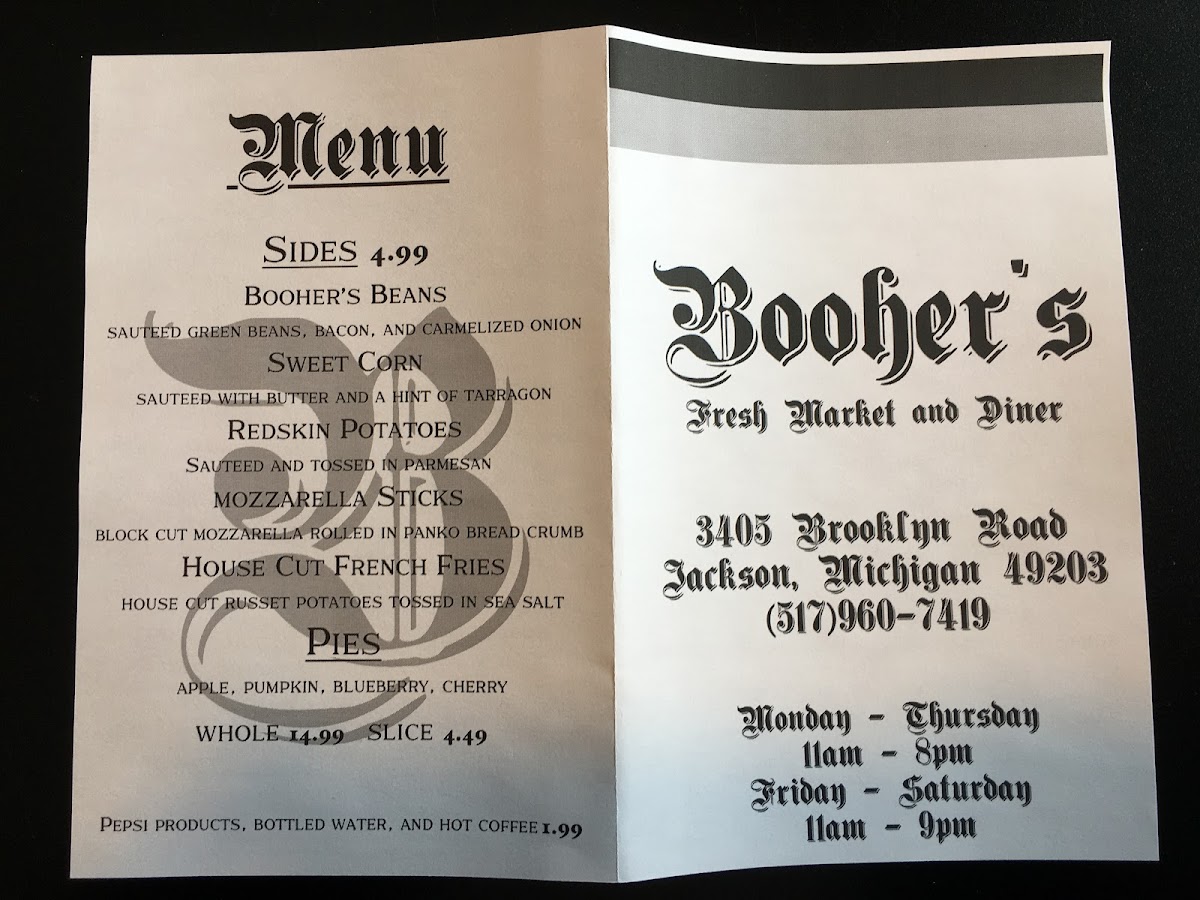 Menu
Sides 4.99
Booher's Beans
sauteed green beans, bacon, and carmelized onion
Sweet Corn
sauteed with butter and a hint of tarragon
Redskin Potatoes
Sauteed and tossed in parmesan
mozzarella Sticks
block cut mozzarella rolled in panko bread crumb
House Cut French Fries
house cut russet potatoes tossed in sea salt
Pies
apple, pumpkin, blueberry, cherry
whole 14.99 slice 4.49
Pepsi products, bottled water, and hot coffee 1.99
B
Booher's
Fresh Market and Diner
3405 Brooklyn Road
Jackson, Michigan 49203
(517)960-7419
Monday - Thursday
11am - 8pm
Friday - Saturday
11am - 9pm